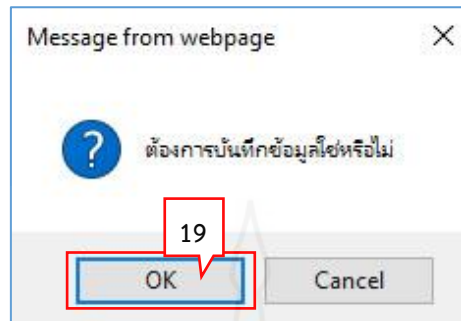 Message from webpage
ต้องการบันทึกข้อมูลใช่หรือไม่
19
OK
Cancel